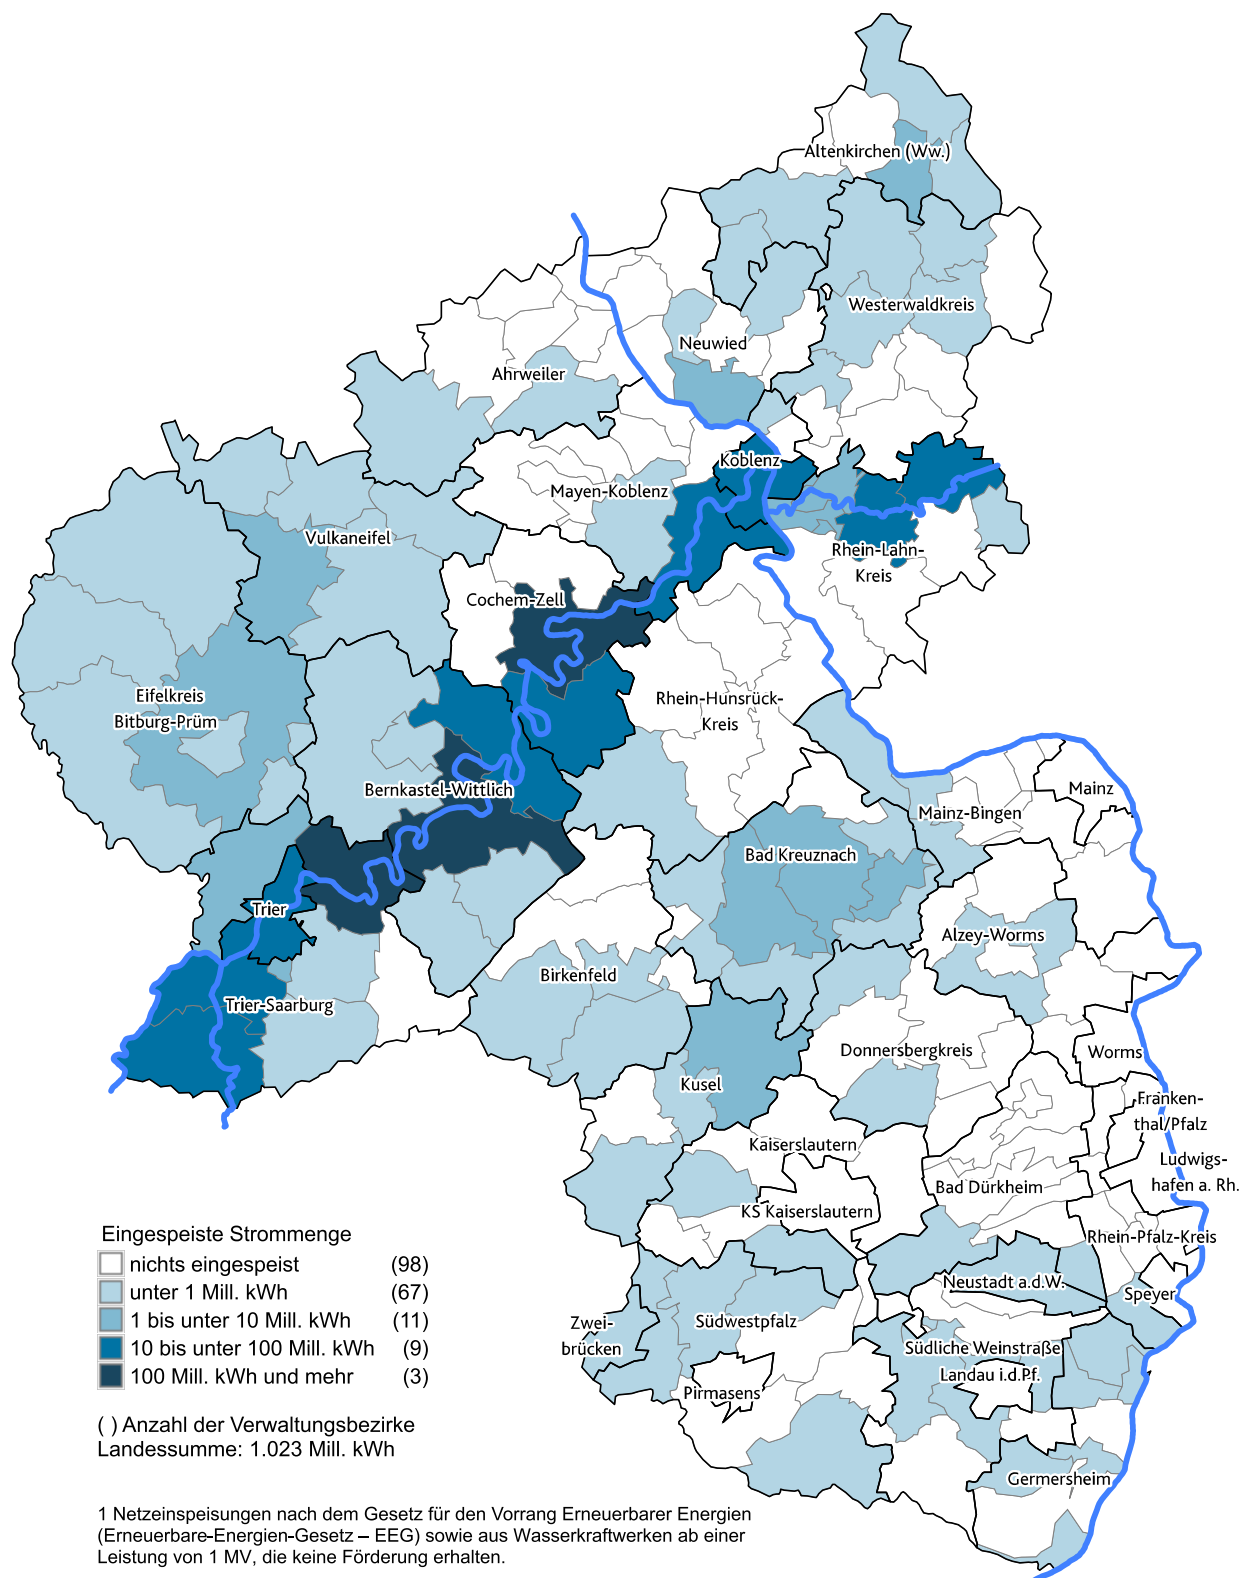 Altenkirchen (Ww.)
Westerwaldkreis
Neuwied
Ahrweiler
Koblenz
Mayen-Koblenz
Vulkaneifel
Rhein-Lahn-
Kreis
Cochem-Zell
Eifelkreis
Bitburg-Prüm
Rhein-Hunsrück-
Kreis
Bernkastel-Wittlich
Mainz
Mainz-Bingen
Bad Kreuznach
Trier
Alzey-Worms
Birkenfeld
Trier-Saarburg
Donnersbergkreis
Worms
Kusel
Franken-
thal/Pfalz
Kaiserslautern
Ludwigs-
hafen a. Rh.
Bad Dürkheim
KS Kaiserslautern
Rhein-Pfalz-Kreis
Neustadt a.d.W.
Speyer
Zwei-
brücken
Südwestpfalz
Südliche Weinstraße
Landau i.d.Pf.
Pirmasens
Germersheim
Eingespeiste Strommenge
nichts eingespeist (98)
unter 1 Mill. kWh (67)
1 bis unter 10 Mill. kWh (11)
10 bis unter 100 Mill. kWh (9)
100 Mill. kWh und mehr (3)
( ) Anzahl der Verwaltungsbezirke
Landessumme: 1.023 Mill. kWh
1 Netzeinspeisungen nach dem Gesetz für den Vorrang Erneuerbarer Energien
(Erneuerbare-Energien-Gesetz – EEG) sowie aus Wasserkraftwerken ab einer
Leistung von 1 MV, die keine Förderung erhalten.